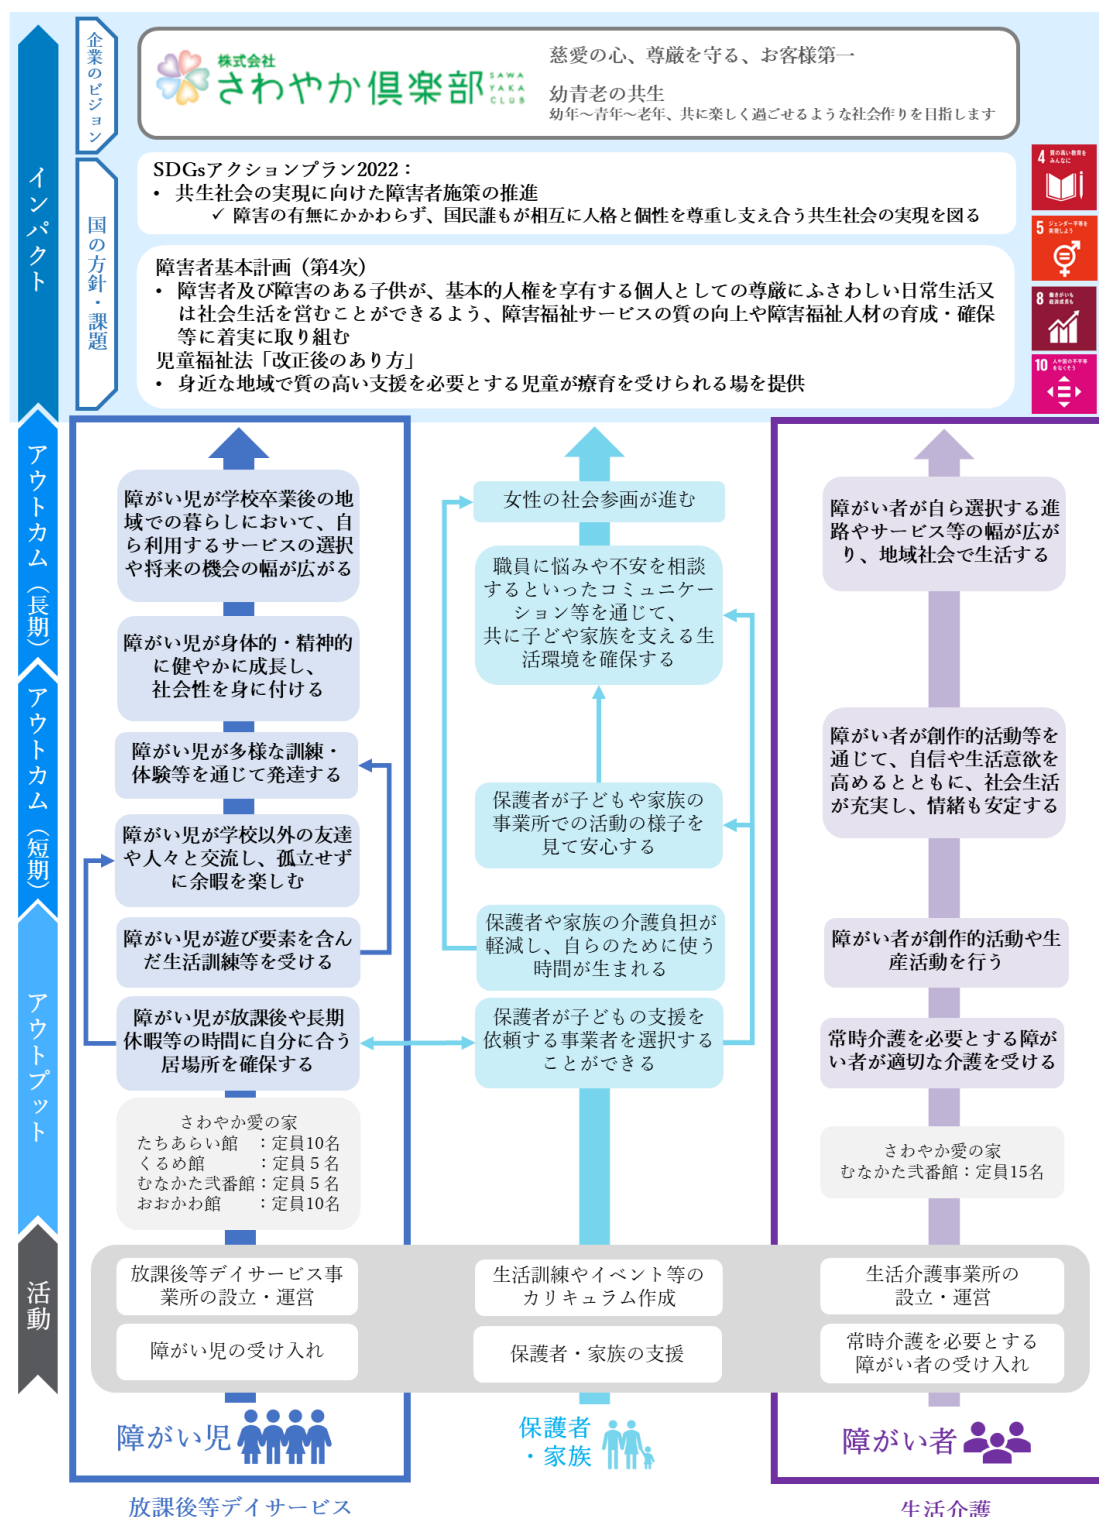 企業のビジョン
株式会社
さわやか倶楽部
SAWA
YAKA
CLUB
慈愛の心、尊厳を守る、お客様第一
幼青老の共生
幼年～青年～老年、共に楽しく過ごせるような社会作りを目指します
インパクト
国の方針・課題
SDGsアクションプラン2022：
• 共生社会の実現に向けた障害者施策の推進
✓ 障害の有無にかかわらず、国民誰もが相互に人格と個性を尊重し支え合う共生社会の実現を図る
障害者基本計画（第4次）
• 障害者及び障害のある子供が、基本的人権を享有する個人としての尊厳にふさわしい日常生活又
は社会生活を営むことができるよう、障害福祉サービスの質の向上や障害福祉人材の育成・確保
等に着実に取り組む
児童福祉法「改正後のあり方」
• 身近な地域で質の高い支援を必要とする児童が療育を受けられる場を提供
4 質の高い教育を
みんなに
5 ジェンダー平等を
実現しよう
8 働きがいも
経済成長も
10 人や国の不平等
をなくそう
アウトカム（長期）
アウトカム（短期）
アウトプット
活動
障がい児が学校卒業後の地
域での暮らしにおいて、自
ら利用するサービスの選択
や将来の機会の幅が広がる
障がい児が身体的・精神的
に健やかに成長し、
社会性を身に付ける
障がい児が多様な訓練・
体験等を通じて発達する
障がい児が学校以外の友達
や人々と交流し、孤立せず
に余暇を楽しむ
障がい児が遊び要素を含ん
だ生活訓練等を受ける
障がい児が放課後や長期
休暇等の時間に自分に合う
居場所を確保する
さわやか愛の家
たちあらい館　：定員10名
くるめ館　　　：定員５名
むなかた弐番館：定員５名
おおかわ館　　：定員10名
放課後等デイサービス事
業所の設立・運営
障がい児の受け入れ
障がい児
放課後等デイサービス
女性の社会参画が進む
職員に悩みや不安を相談
するといったコミュニケー
ション等を通じて、
共に子どや家族を支える生
活環境を確保する
保護者が子どもや家族の
事業所での活動の様子を
見て安心する
保護者や家族の介護負担が
軽減し、自らのために使う
時間が生まれる
保護者が子どもの支援を
依頼する事業者を選択する
ことができる
生活訓練やイベント等の
カリキュラム作成
保護者・家族の支援
保護者
・家族
障がい者が自ら選択する進
路やサービス等の幅が広が
り、地域社会で生活する
障がい者が創作的活動等を
通じて、自信や生活意欲を
高めるとともに、社会生活
が充実し、情緒も安定する
障がい者が創作的活動や生
産活動を行う
常時介護を必要とする障が
い者が適切な介護を受ける
さわやか愛の家
むなかた弐番館：定員15名
生活介護事業所の
設立・運営
常時介護を必要とする
障がい者の受け入れ
障がい者
生活介護